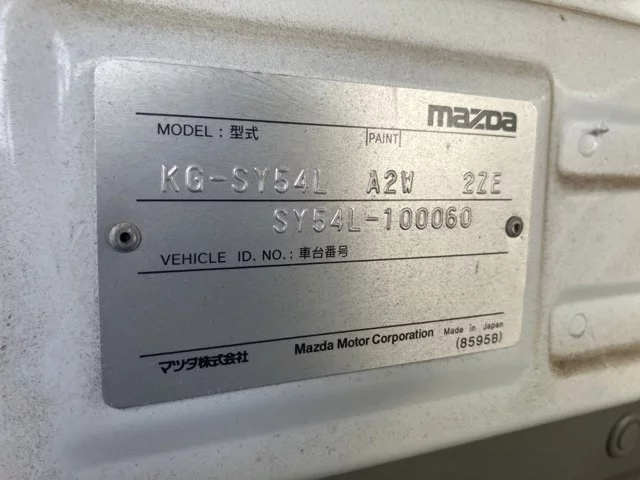 mazda
MODEL : 型式 PAINT
KG-SY54L A2W 2ZE
SY54L-100060
VEHICLE ID. NO. : 車台番号
マツダ株式会社 Mazda Motor Corporation Made in Japan
(85958)